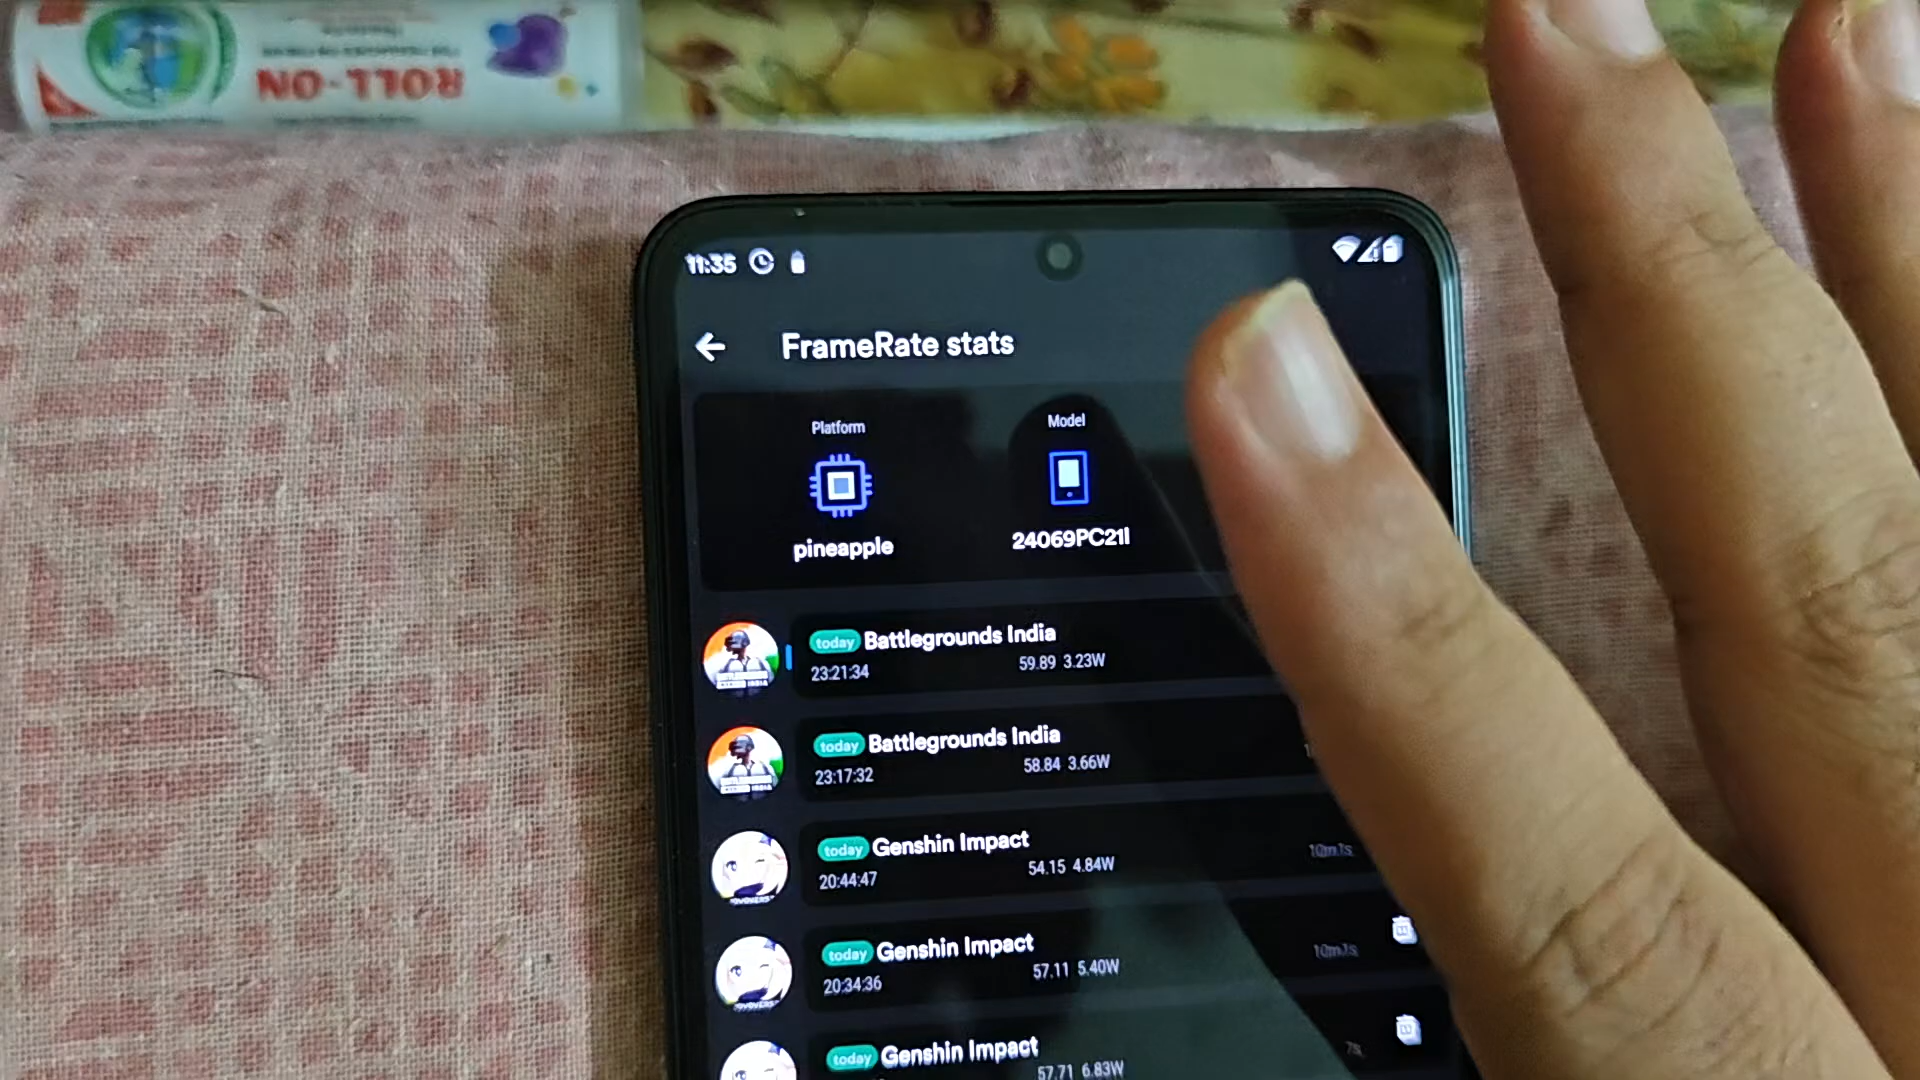 ROLL-ON
11:35
FrameRate stats
Platform
Model
pineapple
24069PC21I
today Battlegrounds India
23:21:34 59.89 3.23W
today Battlegrounds India
23:17:32 58.84 3.66W
today Genshin Impact
20:44:47 54.15 4.84W 10m1s
today Genshin Impact
20:34:36 57.11 5.40W 10m1s
today Genshin Impact
57.71 6.83W 7s